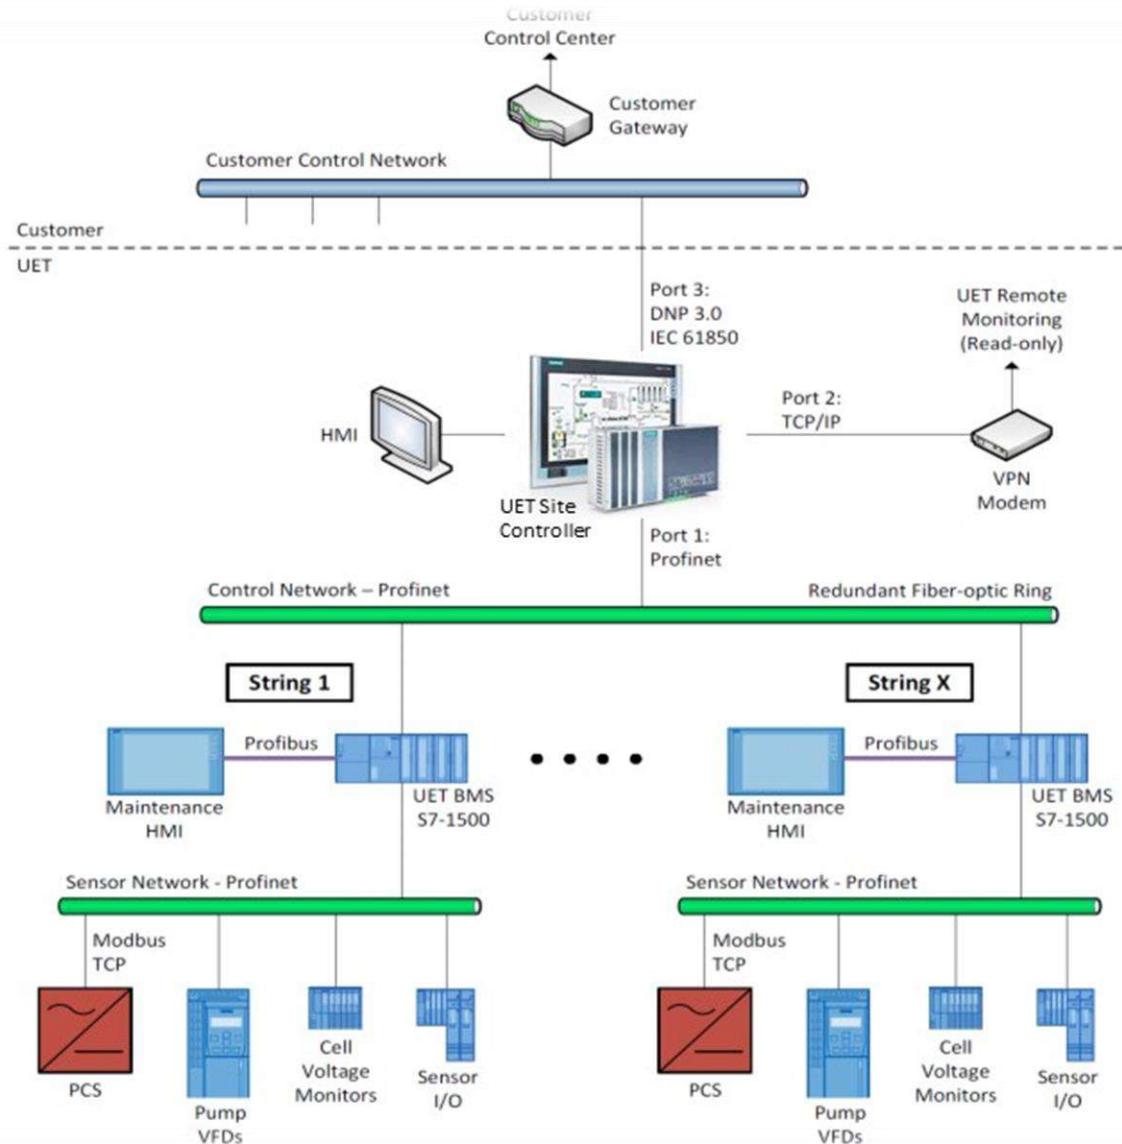 Customer
Control Center
Customer
Gateway
Customer Control Network
Customer
UET
Port 3:
DNP 3.0
IEC 61850
UET Remote
Monitoring
(Read-only)
HMI
Port 2:
TCP/IP
VPN
Modem
UET Site
Controller
Port 1:
Profinet
Control Network – Profinet
Redundant Fiber-optic Ring
String 1
String X
Profibus
Maintenance
HMI
UET BMS
S7-1500
Profibus
Maintenance
HMI
UET BMS
S7-1500
Sensor Network - Profinet
Sensor Network - Profinet
Modbus
TCP
PCS
Pump
VFDs
Cell
Voltage
Monitors
Sensor
I/O
Modbus
TCP
PCS
Pump
VFDs
Cell
Voltage
Monitors
Sensor
I/O